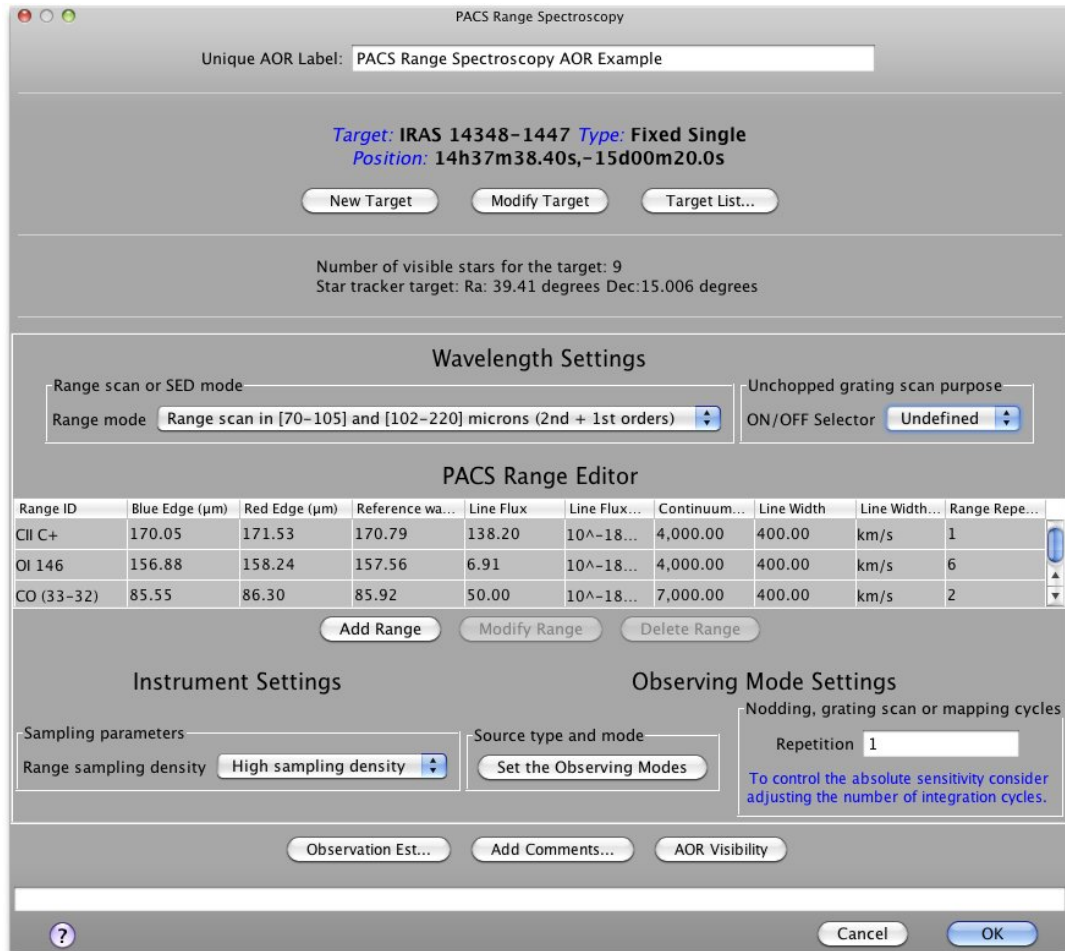 PACS Range Spectroscopy
Unique AOR Label: PACS Range Spectroscopy AOR Example
Target: IRAS 14348-1447 Type: Fixed Single
Position: 14h37m38.40s,-15d00m20.0s
New Target Modify Target Target List...
Number of visible stars for the target: 9
Star tracker target: Ra: 39.41 degrees Dec:15.006 degrees
Wavelength Settings
Range scan or SED mode Unchopped grating scan purpose
Range mode Range scan in [70-105] and [102-220] microns (2nd + 1st orders) ON/OFF Selector Undefined
PACS Range Editor
Range ID Blue Edge (µm) Red Edge (µm) Reference wa... Line Flux Line Flux... Continuum... Line Width Line Width... Range Repe...
CII C+ 170.05 171.53 170.79 138.20 10^-18... 4,000.00 400.00 km/s 1
OI 146 156.88 158.24 157.56 6.91 10^-18... 4,000.00 400.00 km/s 6
CO (33-32) 85.55 86.30 85.92 50.00 10^-18... 7,000.00 400.00 km/s 2
Add Range Modify Range Delete Range
Instrument Settings Observing Mode Settings
Nodding, grating scan or mapping cycles
Sampling parameters Source type and mode
Repetition 1
Range sampling density High sampling density Set the Observing Modes
To control the absolute sensitivity consider
adjusting the number of integration cycles.
Observation Est... Add Comments... AOR Visibility
? Cancel OK